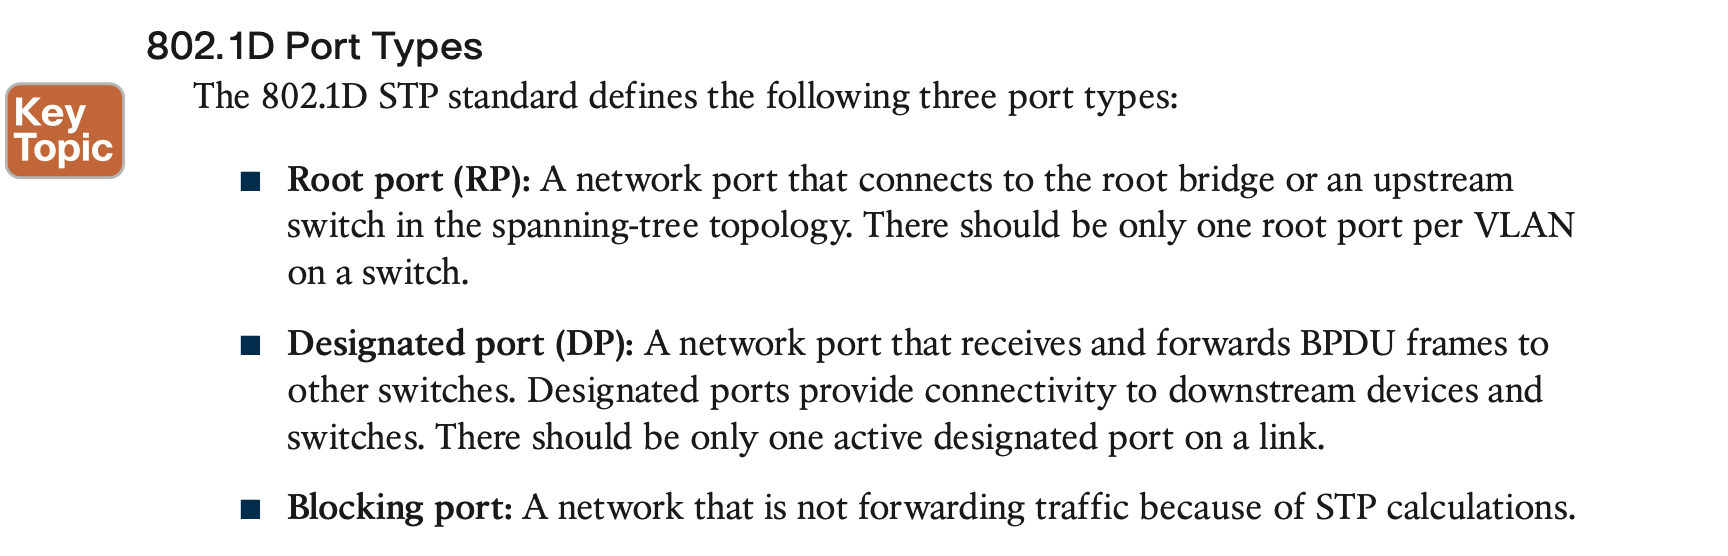 802.1D Port Types
Key
Topic
The 802.1D STP standard defines the following three port types:
■ Root port (RP): A network port that connects to the root bridge or an upstream
switch in the spanning-tree topology. There should be only one root port per VLAN
on a switch.
■ Designated port (DP): A network port that receives and forwards BPDU frames to
other switches. Designated ports provide connectivity to downstream devices and
switches. There should be only one active designated port on a link.
■ Blocking port: A network that is not forwarding traffic because of STP calculations.